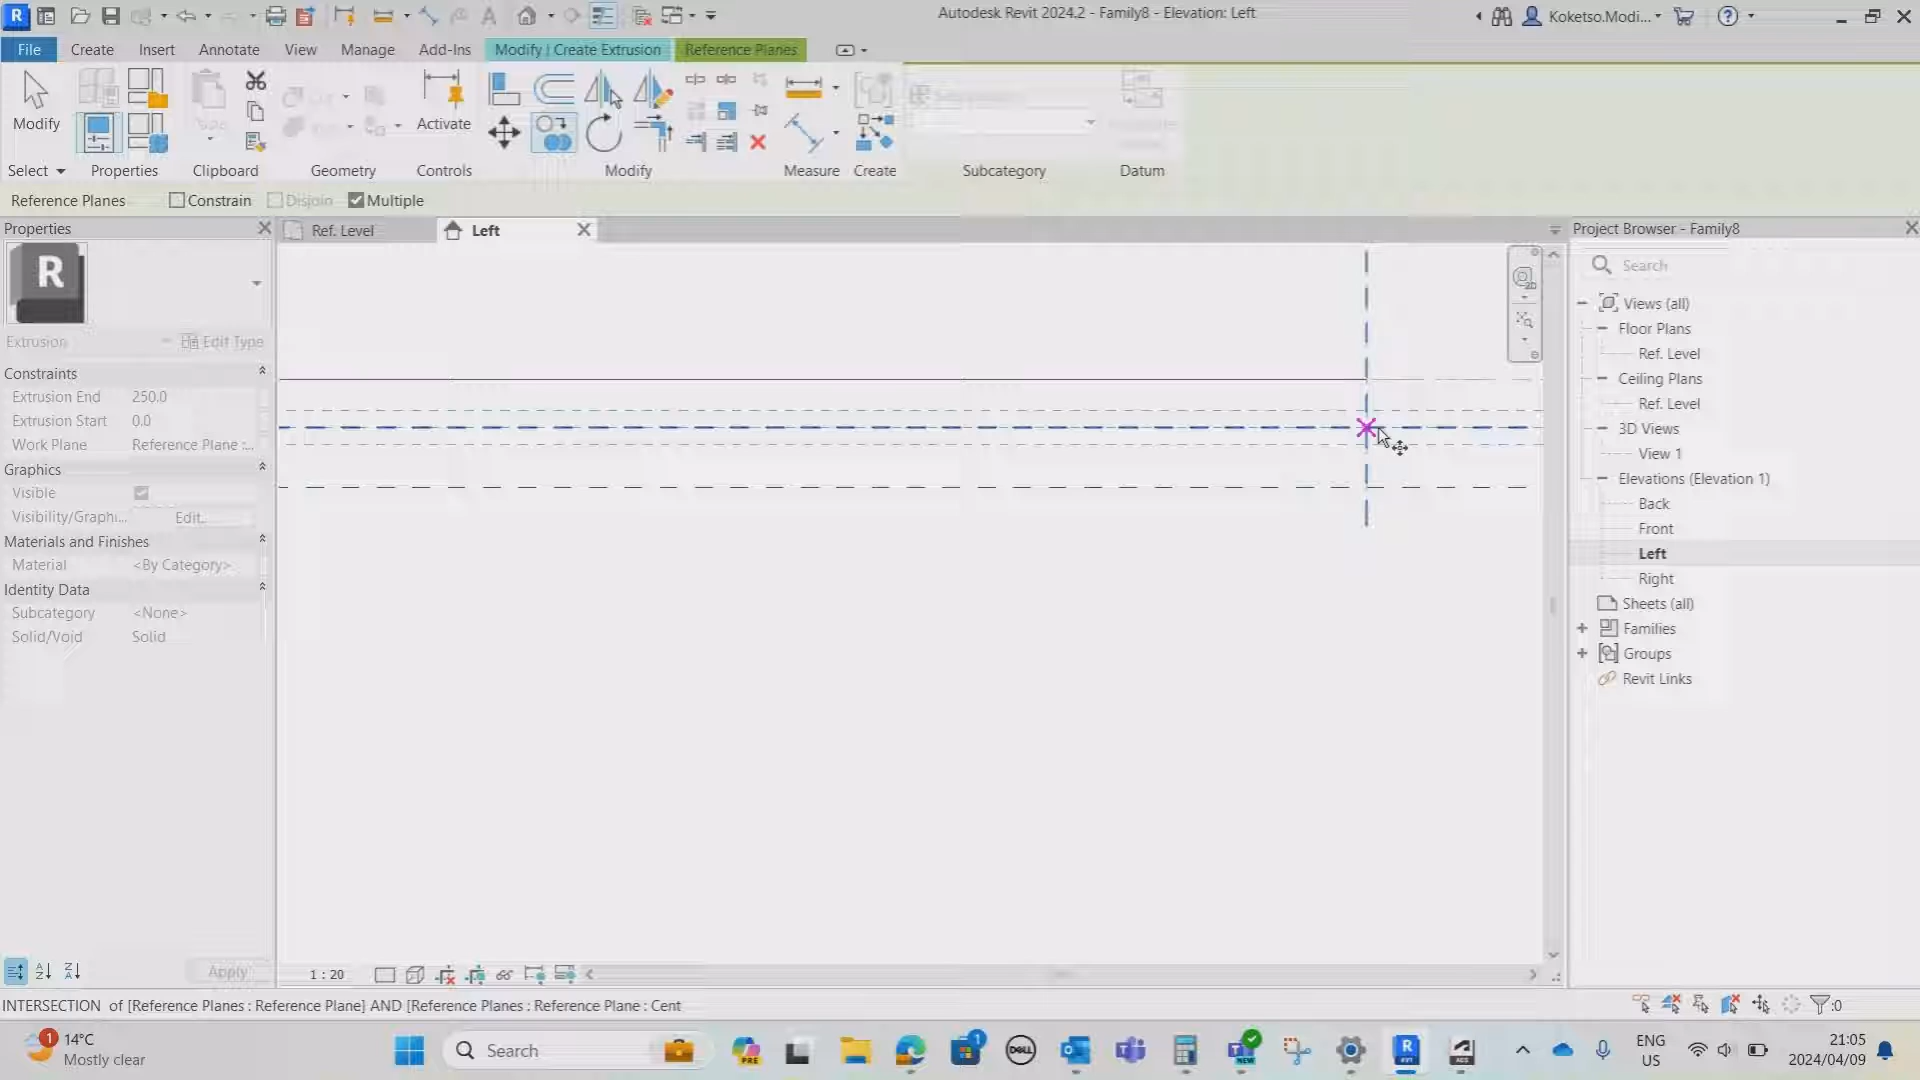 Autodesk Revit 2024.2 - Family8 - Elevation: Left
Koketso.Modi...
File
Create
Insert
Annotate
View
Manage
Add-Ins
Modify | Create Extrusion
Reference Planes
Modify
Activate
Select
Properties
Clipboard
Geometry
Controls
Modify
Measure
Create
Subcategory
Datum
Reference Planes
Constrain
Disjoin
Multiple
Properties
Ref. Level
Left
Project Browser - Family8
R
Search
Extrusion
Edit Type
Constraints
Extrusion End 250.0
Extrusion Start 0.0
Work Plane Reference Plane :...
Graphics
Visible
Visibility/Graphi... Edit...
Materials and Finishes
Material <By Category>
Identity Data
Subcategory <None>
Solid/Void Solid
Views (all)
Floor Plans
Ref. Level
Ceiling Plans
Ref. Level
3D Views
View 1
Elevations (Elevation 1)
Back
Front
Left
Right
Sheets (all)
Families
Groups
Revit Links
Apply
1 : 20
INTERSECTION of [Reference Planes : Reference Plane] AND [Reference Planes : Reference Plane : Cent
:0
1
14°C
Mostly clear
Search
PRE
1
DELL
NEW
ENG
US
21:05
2024/04/09